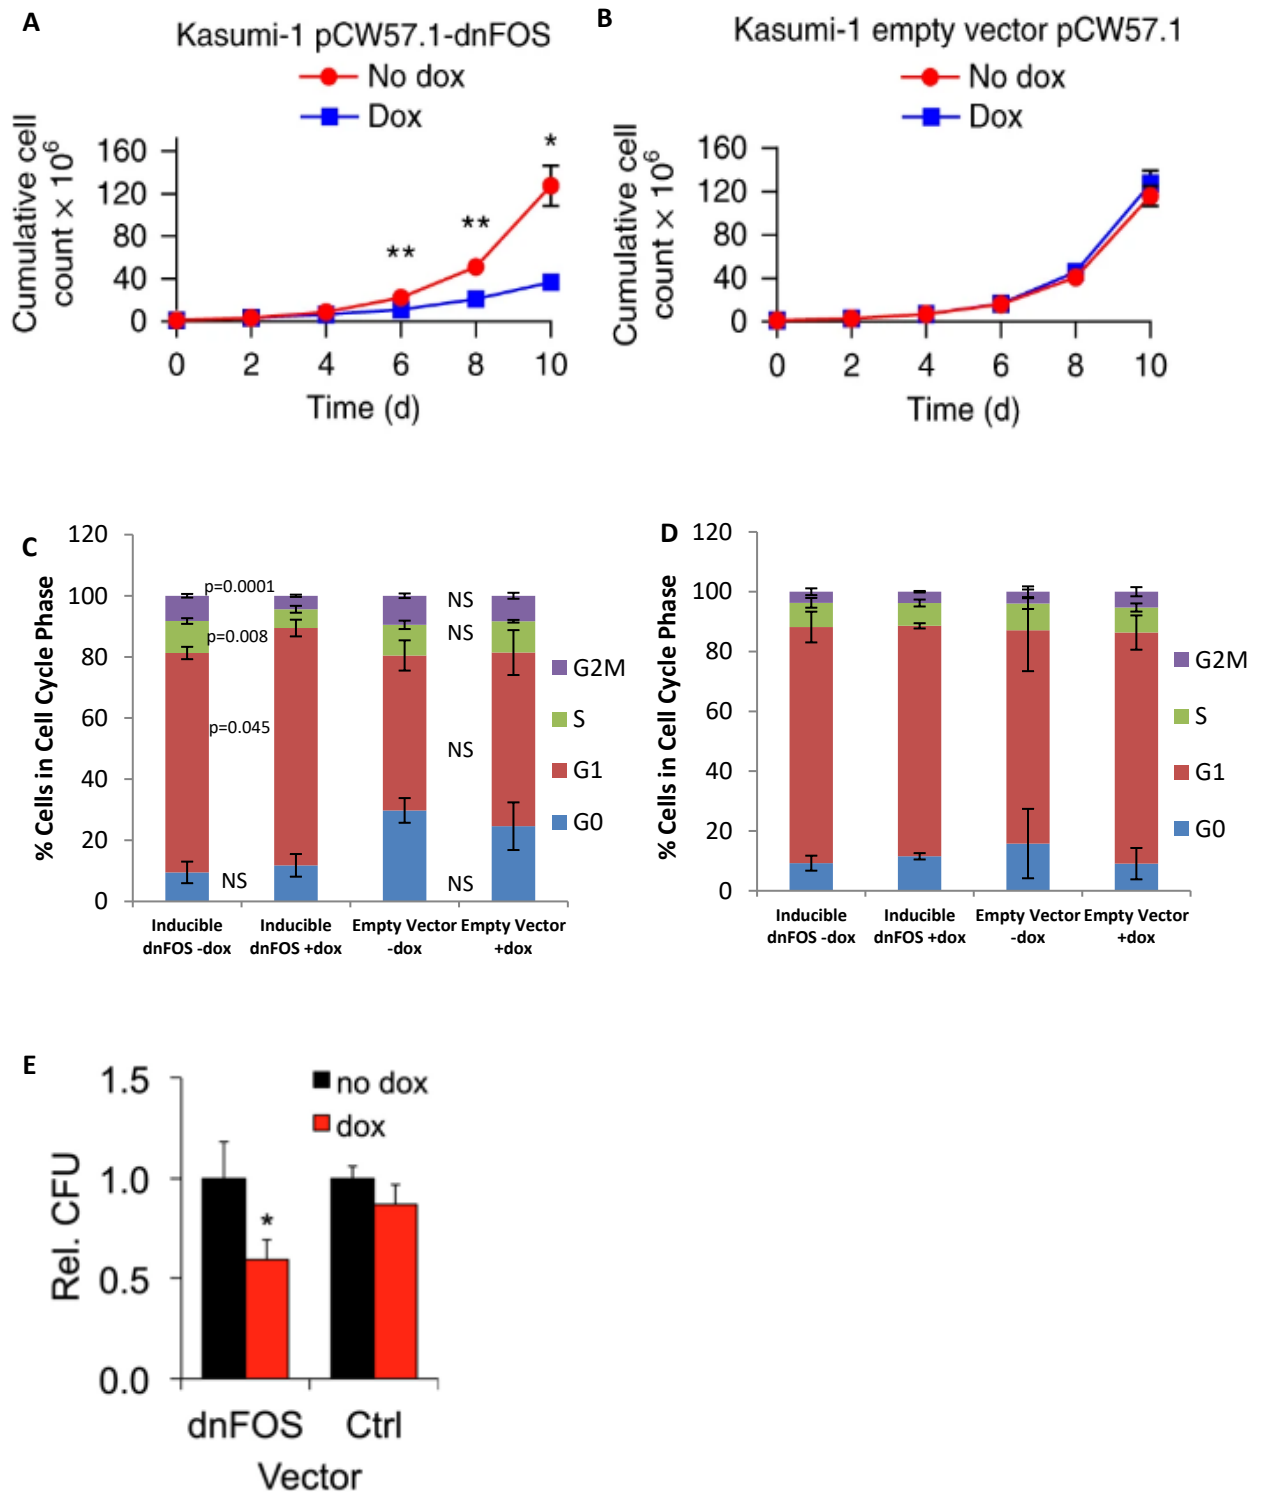 A
Kasumi-1 pCW57.1-dnFOS
No dox
Dox
Cumulative cell
count × 10⁶
160
120
80
40
0
**
**
*
0 2 4 6 8 10
Time (d)
B
Kasumi-1 empty vector pCW57.1
No dox
Dox
Cumulative cell
count × 10⁶
160
120
80
40
0
0 2 4 6 8 10
Time (d)
C
% Cells in Cell Cycle Phase
120
100
80
60
40
20
0
p=0.0001
p=0.008
p=0.045
NS
NS
NS
NS
NS
G2M
S
G1
G0
Inducible
dnFOS -dox
Inducible
dnFOS +dox
Empty Vector
-dox
Empty Vector
+dox
D
% Cells in Cell Cycle Phase
120
100
80
60
40
20
0
G2M
S
G1
G0
Inducible
dnFOS -dox
Inducible
dnFOS +dox
Empty Vector
-dox
Empty Vector
+dox
E
no dox
dox
Rel. CFU
1.5
1.0
0.5
0.0
*
dnFOS Ctrl
Vector